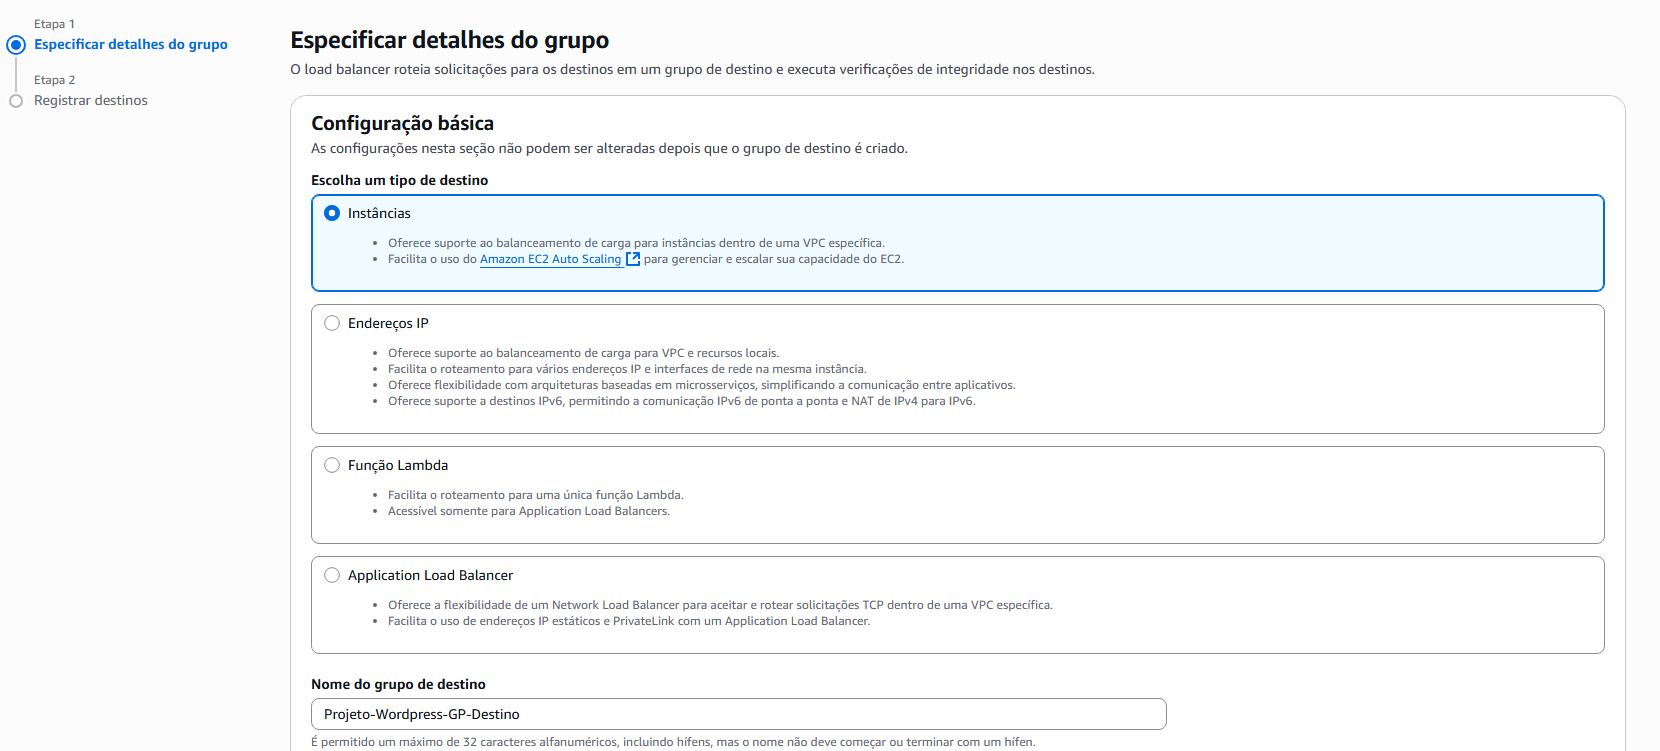 Etapa 1
Especificar detalhes do grupo
Etapa 2
Registrar destinos
Especificar detalhes do grupo
O load balancer roteia solicitações para os destinos em um grupo de destino e executa verificações de integridade nos destinos.
Configuração básica
As configurações nesta seção não podem ser alteradas depois que o grupo de destino é criado.
Escolha um tipo de destino
Instâncias
Oferece suporte ao balanceamento de carga para instâncias dentro de uma VPC específica.
Facilita o uso do Amazon EC2 Auto Scaling para gerenciar e escalar sua capacidade do EC2.
Endereços IP
Oferece suporte ao balanceamento de carga para VPC e recursos locais.
Facilita o roteamento para vários endereços IP e interfaces de rede na mesma instância.
Oferece flexibilidade com arquiteturas baseadas em microsserviços, simplificando a comunicação entre aplicativos.
Oferece suporte a destinos IPv6, permitindo a comunicação IPv6 de ponta a ponta e NAT de IPv4 para IPv6.
Função Lambda
Facilita o roteamento para uma única função Lambda.
Acessível somente para Application Load Balancers.
Application Load Balancer
Oferece a flexibilidade de um Network Load Balancer para aceitar e rotear solicitações TCP dentro de uma VPC específica.
Facilita o uso de endereços IP estáticos e PrivateLink com um Application Load Balancer.
Nome do grupo de destino
Projeto-Wordpress-GP-Destino
É permitido um máximo de 32 caracteres alfanuméricos, incluindo hífens, mas o nome não deve começar ou terminar com um hífen.